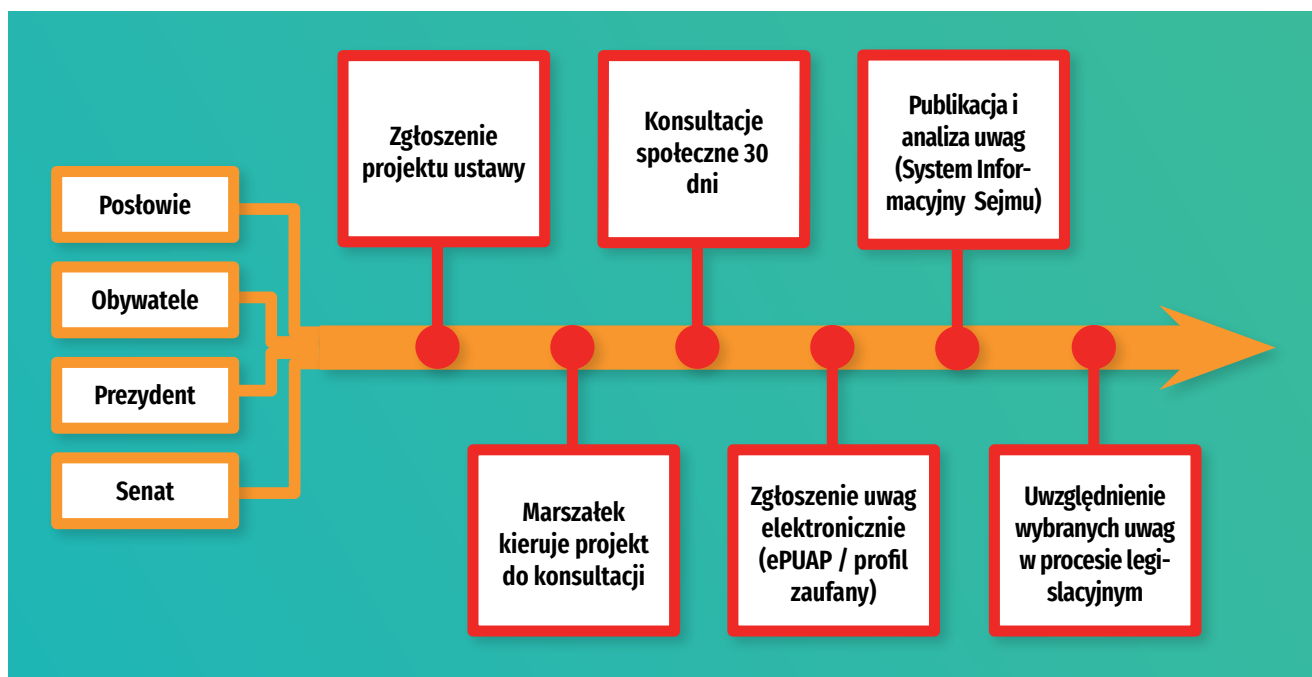 Posłowie
Obywatele
Prezydent
Senat
Zgłoszenie
projektu ustawy
Marszałek
kieruje projekt
do konsultacji
Konsultacje
społeczne 30
dni
Zgłoszenie uwag
elektronicznie
(ePUAP / profil
zaufany)
Publikacja i
analiza uwag
(System Infor-
macyjny Sejmu)
Uwzględnienie
wybranych uwag
w procesie legi-
slacyjnym